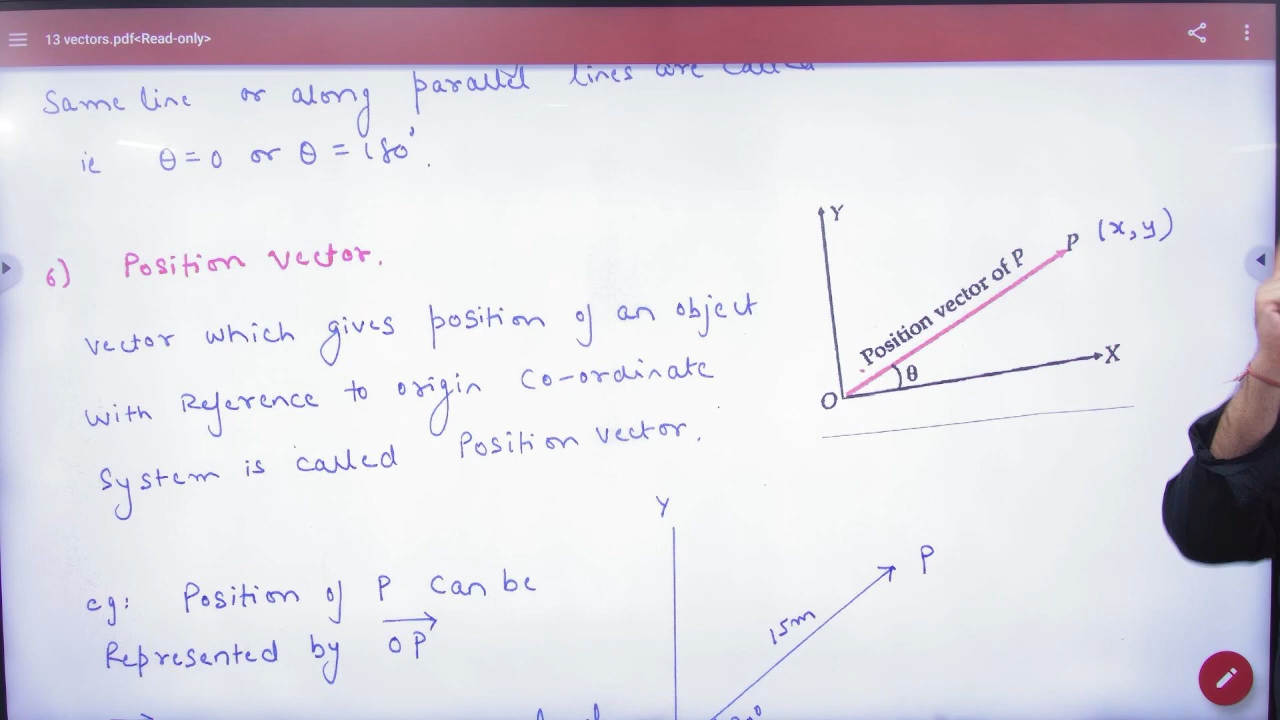 13 vectors.pdf<Read-only>
Same line or along parallel lines are called
ie θ = 0 or θ = 180°.
6) Position vector.
vector which gives position of an object
with Reference to origin Co-ordinate
System is called Position vector.
Y
P (x, y)
Position vector of P
θ
X
O
eg: Position of P can be
Represented by OP
Y
P
15m